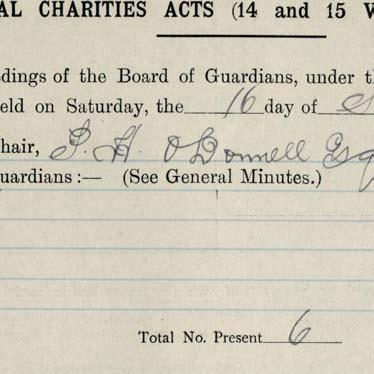 AL CHARITIES ACTS (14 and 15 V
dings of the Board of Guardians, under t
eld on Saturday, the 16 day of
hair, P. H. O'Donnell Esq
uardians:— (See General Minutes.)
Total No. Present 6